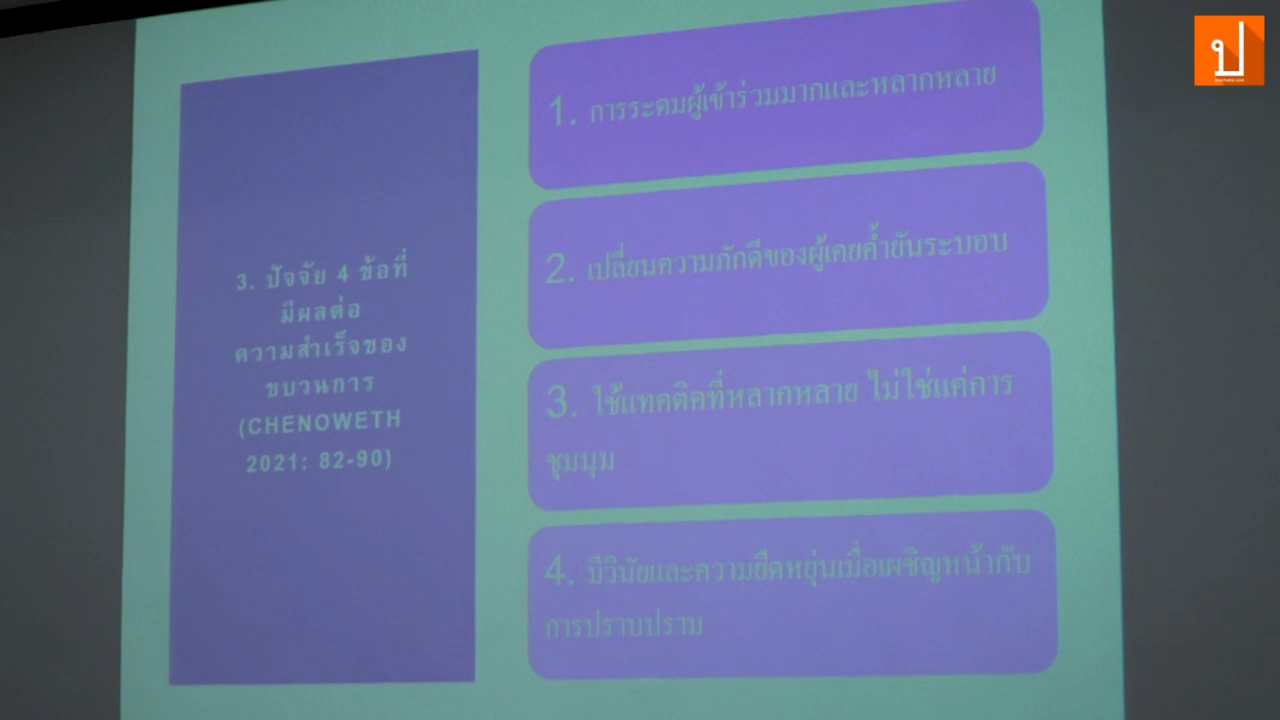 3. ปัจจัย 4 ข้อที่
มีผลต่อ
ความสำเร็จของ
ขบวนการ
(CHENOWETH
2021: 82-90)
1. การระดมผู้เข้าร่วมมากและหลากหลาย
2. เปลี่ยนความภักดีของผู้เคยค้ำยันระบอบ
3. ใช้แทคติคที่หลากหลาย ไม่ใช่แค่การ
ชุมนุม
4. มีวินัยและความยืดหยุ่นเมื่อเผชิญหน้ากับ
การปราบปราม
ป